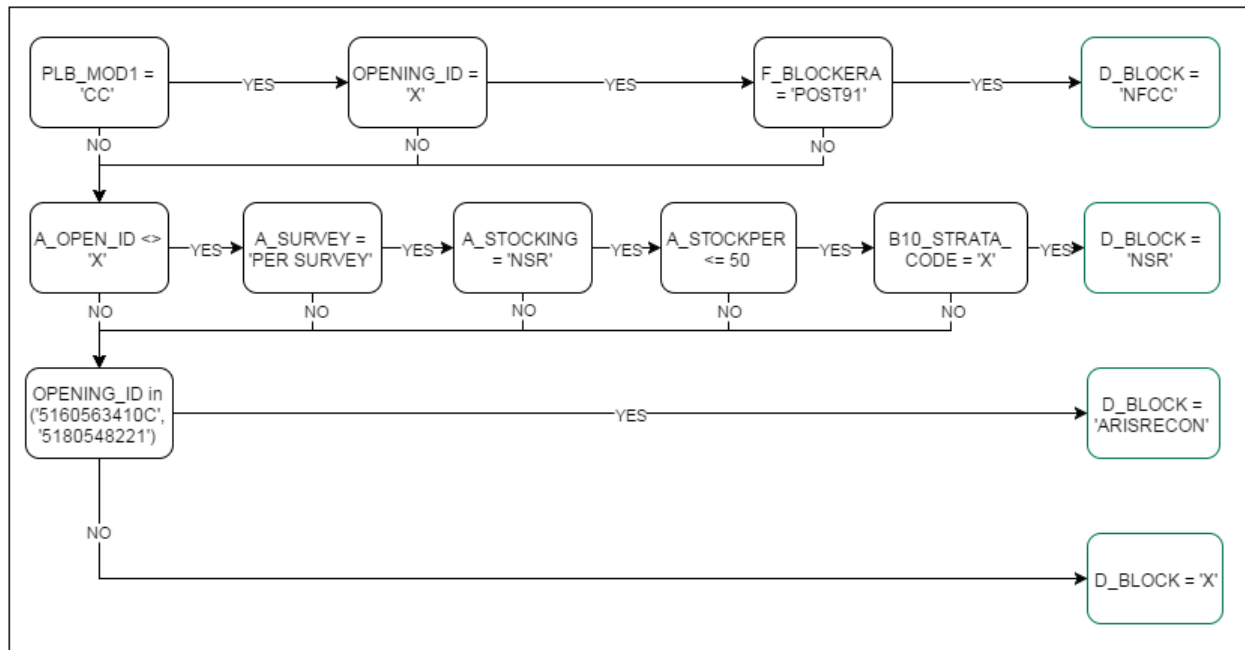 PLB_MOD1 =
'CC'
YES
OPENING_ID =
'X'
YES
F_BLOCKERA
= 'POST91'
YES
D_BLOCK =
'NFCC'
NO
NO
NO
A_OPEN_ID <>
'X'
YES
A_SURVEY =
'PER SURVEY'
YES
A_STOCKING
= 'NSR'
YES
A_STOCKPER
<= 50
YES
B10_STRATA_
CODE = 'X'
YES
D_BLOCK =
'NSR'
NO
NO
NO
NO
NO
OPENING_ID in
('5160563410C',
'5180548221')
YES
D_BLOCK =
'ARISRECON'
NO
D_BLOCK = 'X'